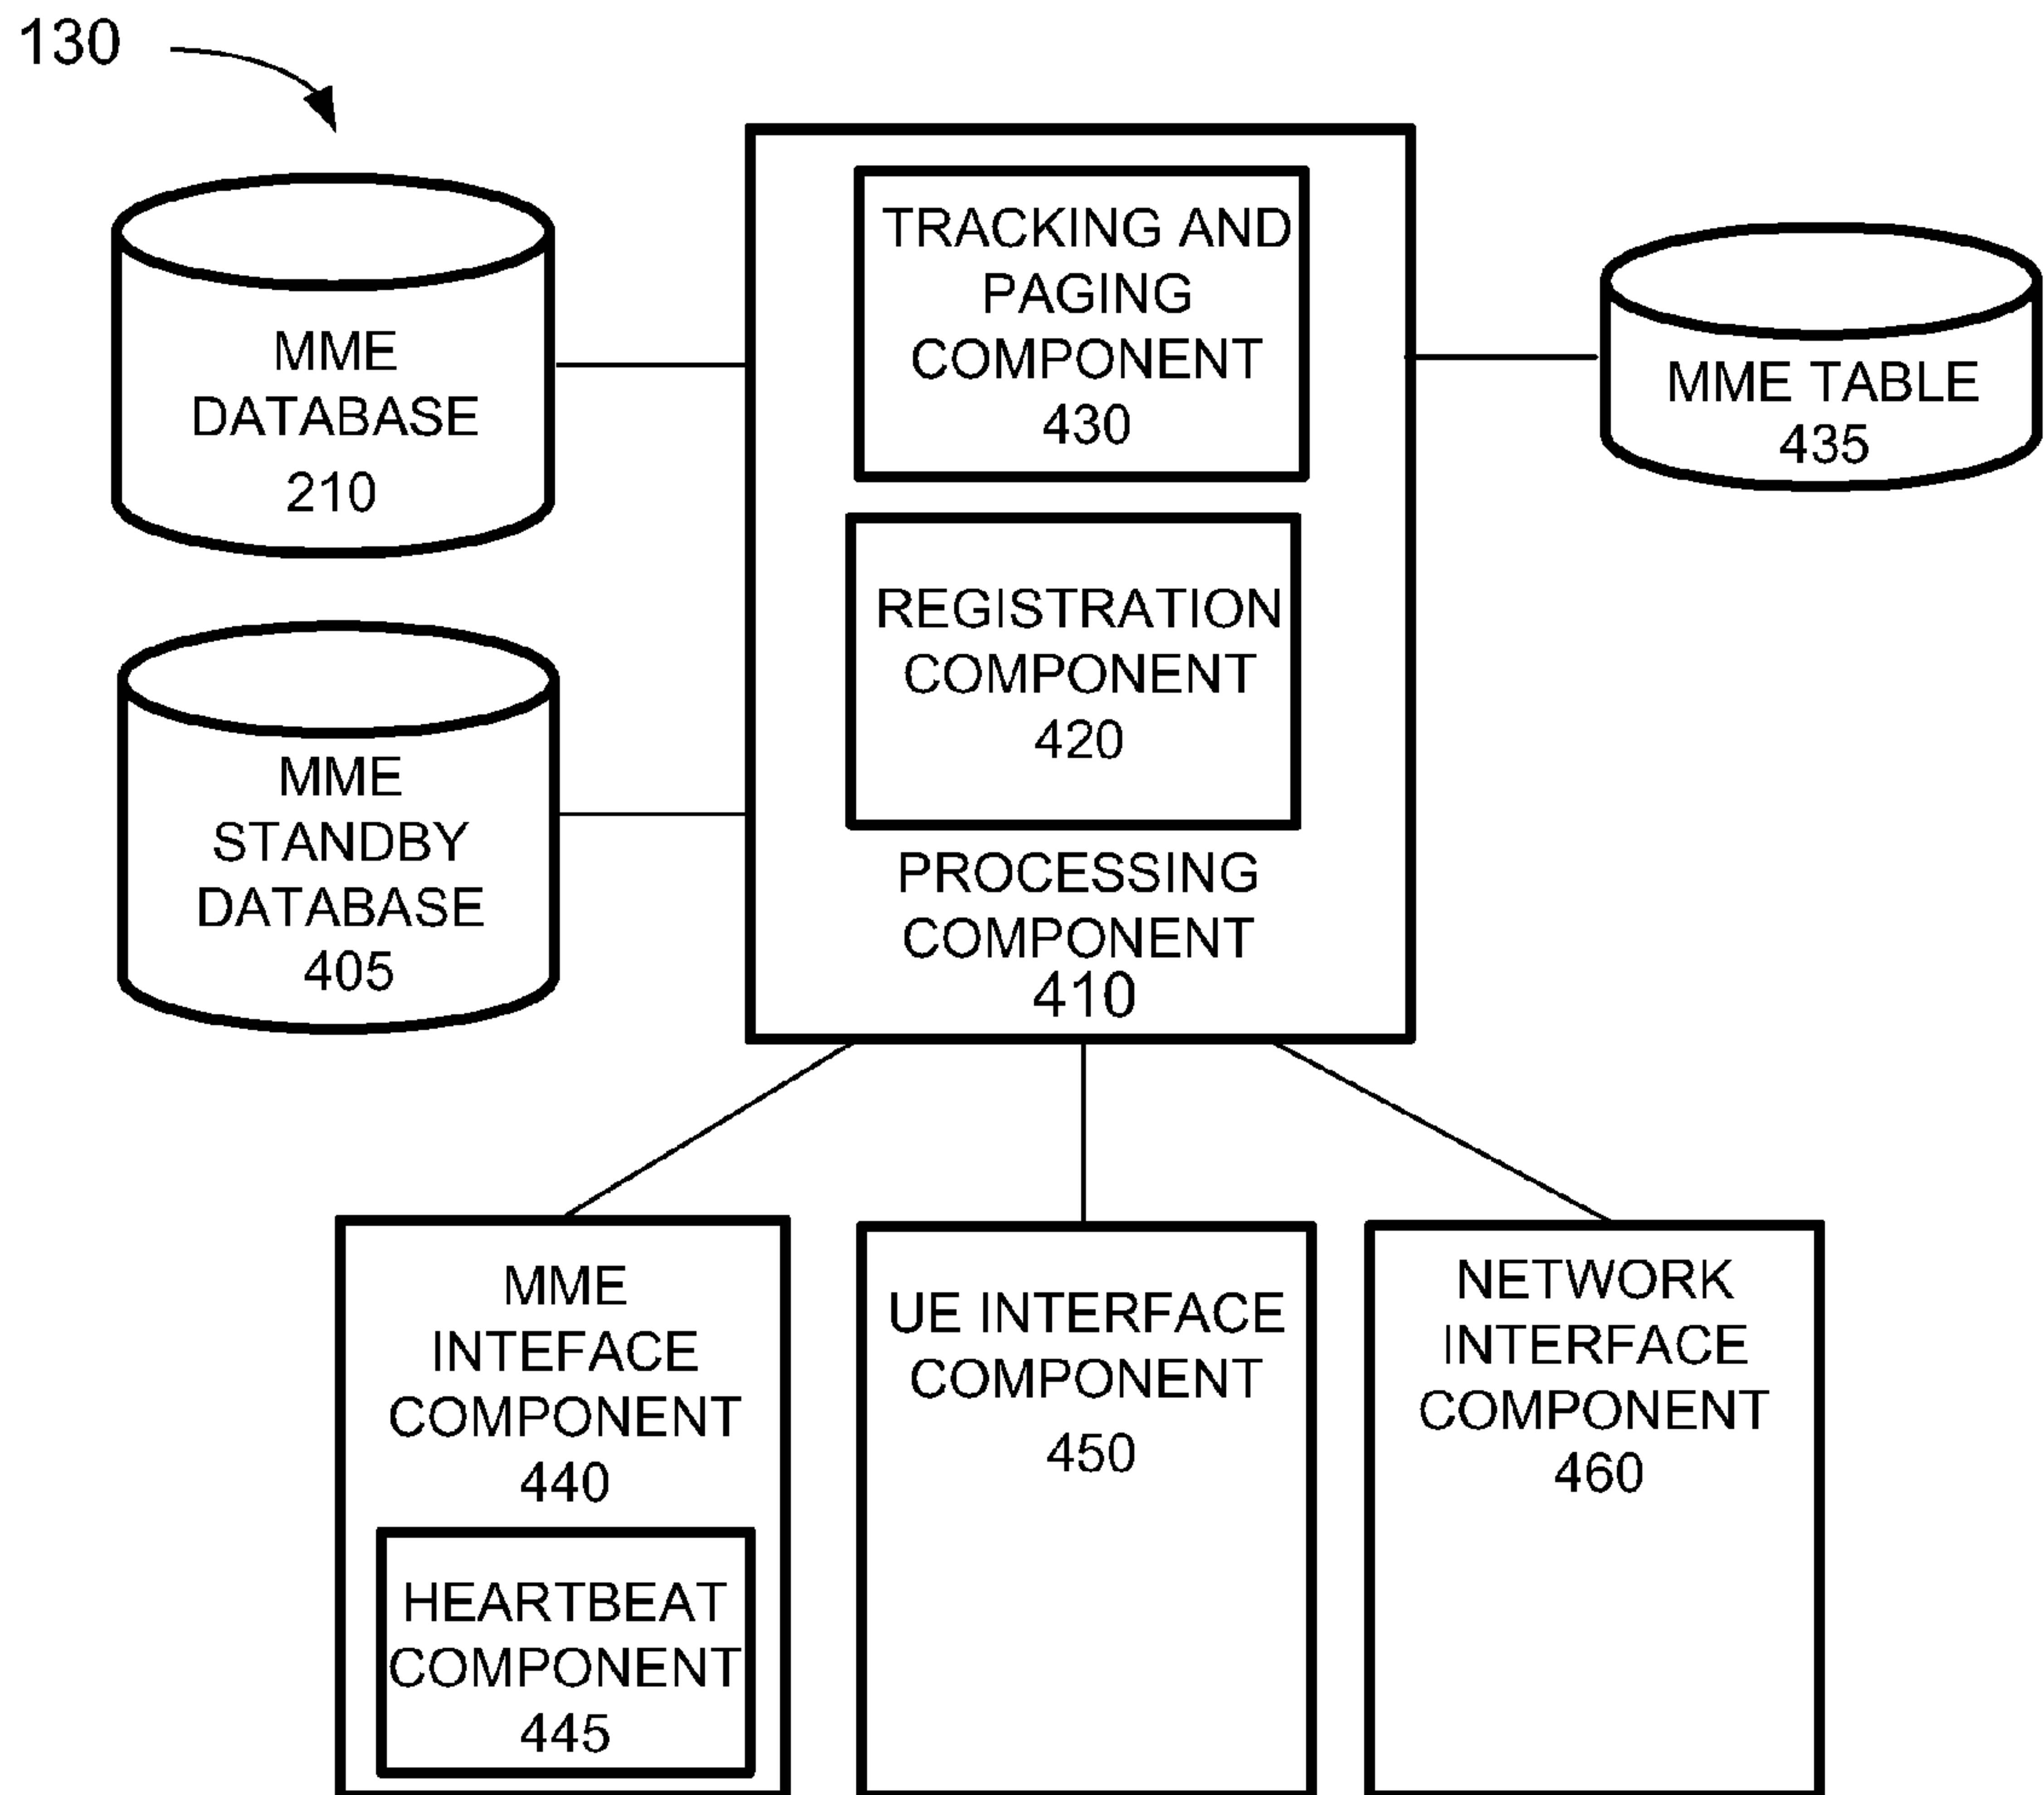 130
MME
DATABASE
210
TRACKING AND
PAGING
COMPONENT
430
MME TABLE
435
REGISTRATION
COMPONENT
420
MME
STANDBY
DATABASE
405
PROCESSING
COMPONENT
410
MME
INTEFACE
COMPONENT
440
HEARTBEAT
COMPONENT
445
UE INTERFACE
COMPONENT
450
NETWORK
INTERFACE
COMPONENT
460